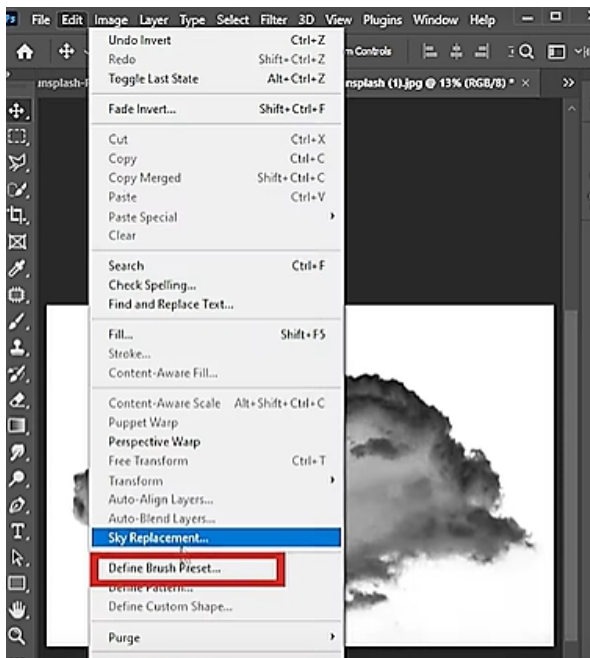 Ps File Edit Image Layer Type Select Filter 3D View Plugins Window Help
Undo Invert Ctrl+Z
Redo Shift+Ctrl+Z
Toggle Last State Alt+Ctrl+Z
m Controls
nsplash (1).jpg @ 13% (RGB/8) * ×
Fade Invert... Shift+Ctrl+F
Cut Ctrl+X
Copy Ctrl+C
Copy Merged Shift+Ctrl+C
Paste Ctrl+V
Paste Special
Clear
Search Ctrl+F
Check Spelling...
Find and Replace Text...
Fill... Shift+F5
Stroke...
Content-Aware Fill...
Content-Aware Scale Alt+Shift+Ctrl+C
Puppet Warp
Perspective Warp
Free Transform Ctrl+T
Transform
Auto-Align Layers...
Auto-Blend Layers...
Sky Replacement...
Define Brush Preset...
Define Pattern...
Define Custom Shape...
Purge